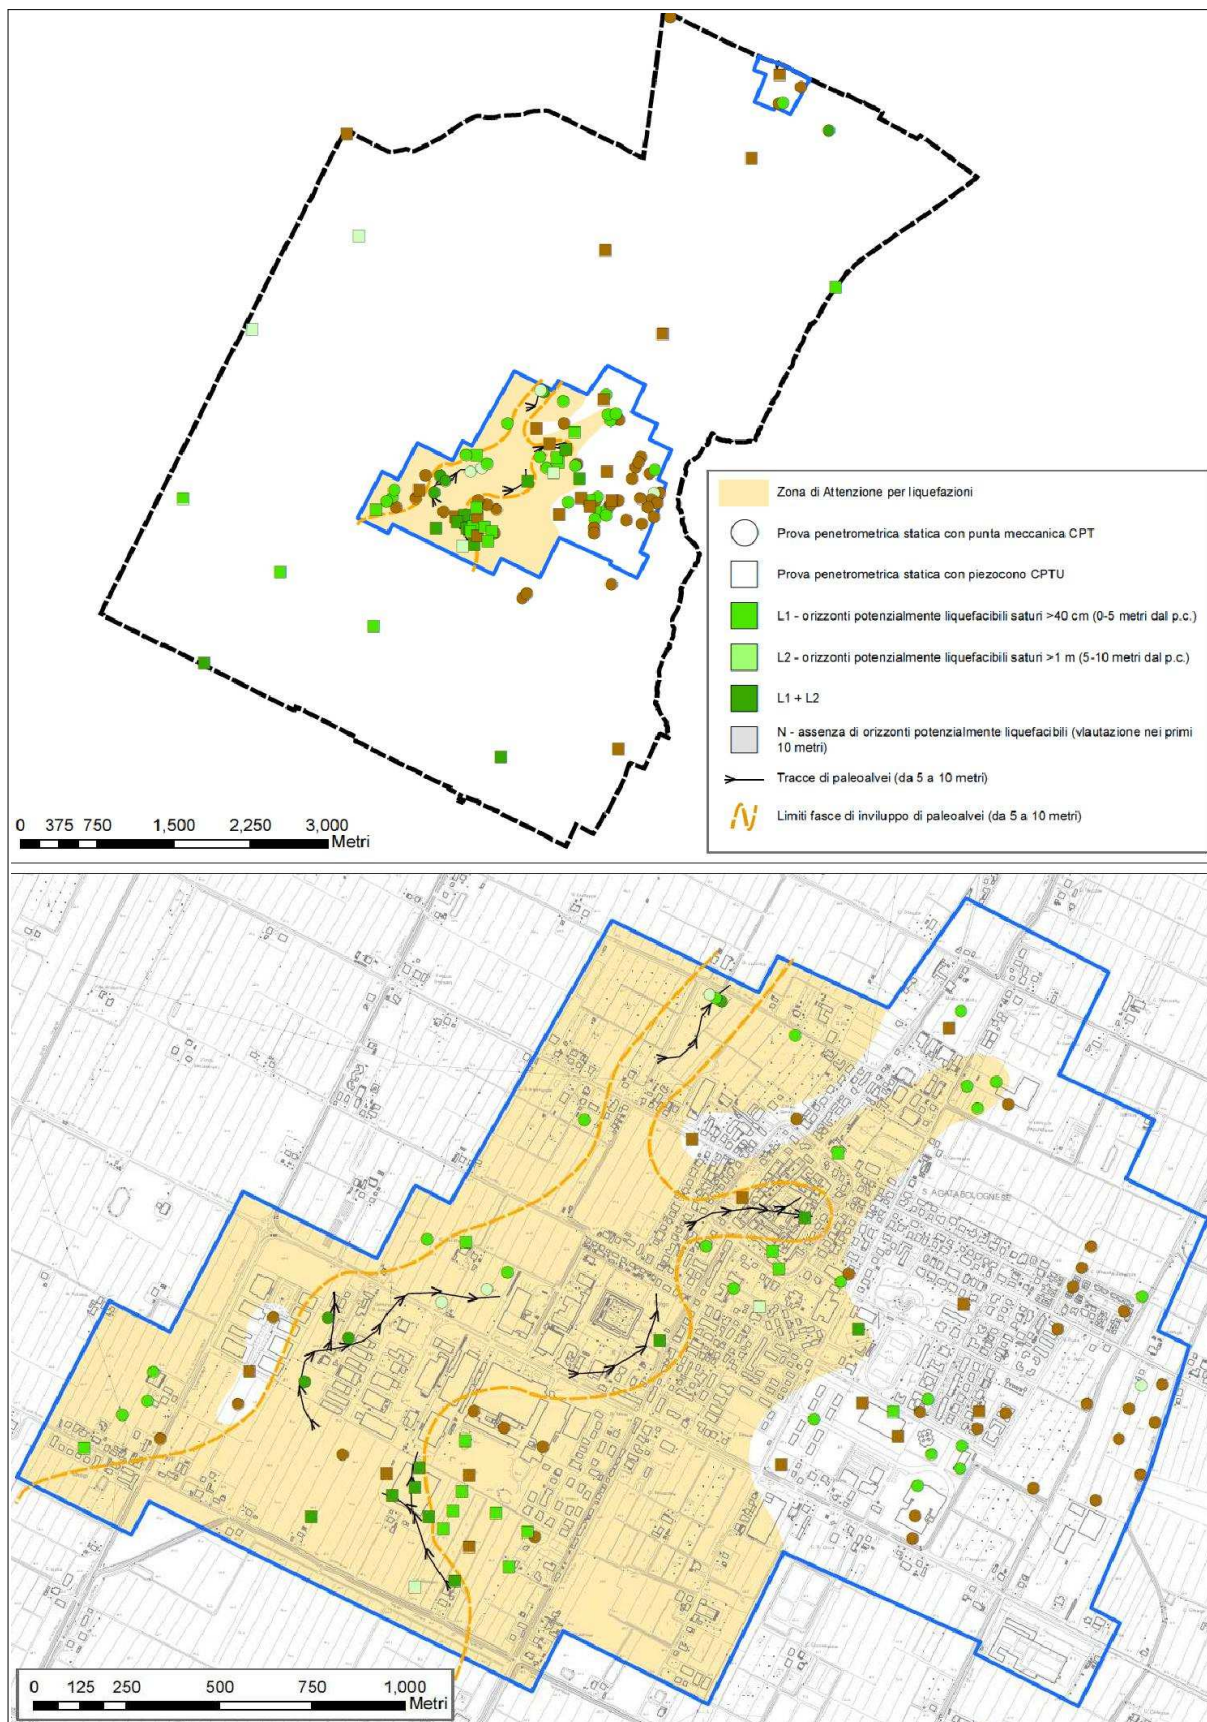 0 375 750 1,500 2,250 3,000
Metri
Zona di Attenzione per liquefazioni
Prova penetrometrica statica con punta meccanica CPT
Prova penetrometrica statica con piezocono CPTU
L1 - orizzonti potenzialmente liquefacibili saturi >40 cm (0-5 metri dal p.c.)
L2 - orizzonti potenzialmente liquefacibili saturi >1 m (5-10 metri dal p.c.)
L1 + L2
N - assenza di orizzonti potenzialmente liquefacibili (vlautazione nei primi
10 metri)
Tracce di paleoalvei (da 5 a 10 metri)
Limiti fasce di inviluppo di paleoalvei (da 5 a 10 metri)
S. AGATA BOLOGNESE
0 125 250 500 750 1,000
Metri